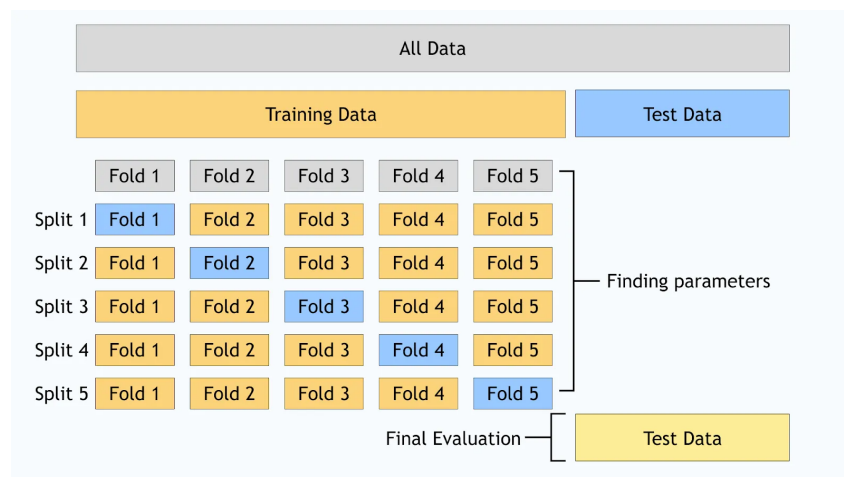 All Data
Training Data Test Data
Fold 1 Fold 2 Fold 3 Fold 4 Fold 5
Split 1 Fold 1 Fold 2 Fold 3 Fold 4 Fold 5
Split 2 Fold 1 Fold 2 Fold 3 Fold 4 Fold 5
Finding parameters
Split 3 Fold 1 Fold 2 Fold 3 Fold 4 Fold 5
Split 4 Fold 1 Fold 2 Fold 3 Fold 4 Fold 5
Split 5 Fold 1 Fold 2 Fold 3 Fold 4 Fold 5
Final Evaluation Test Data